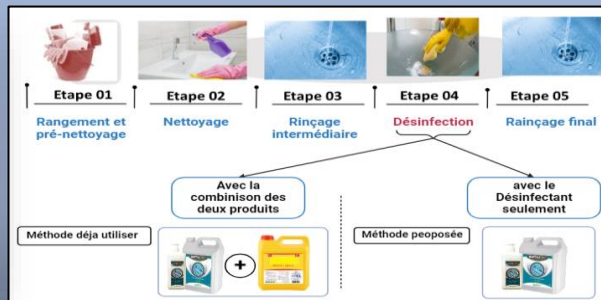 Etape 01
Etape 02
Etape 03
Etape 04
Etape 05
Rangement et
pré-nettoyage
Nettoyage
Rinçage
intermédiaire
Désinfection
Rainçage final
Avec la
combinison des
deux produits
avec le
Désinfectant
seulement
Méthode déja utiliser
+
Méthode peoposée